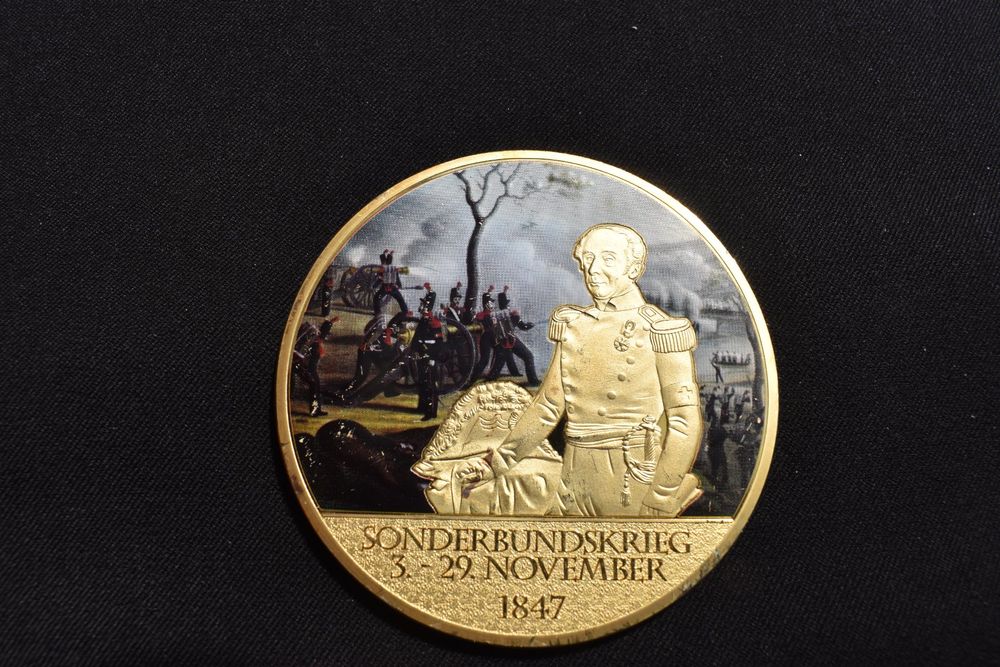 SONDERBUNDSKRIEG
3. - 29. NOVEMBER
1847